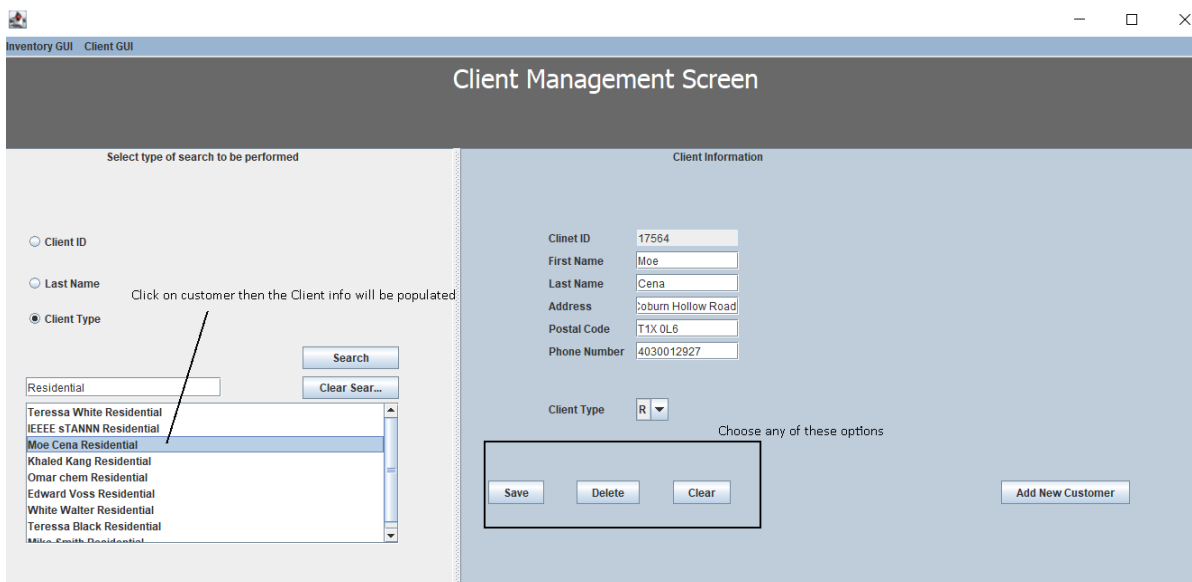 Inventory GUI Client GUI
Client Management Screen
Select type of search to be performed
Client ID
Last Name
Click on customer then the Client info will be populated
Client Type
Search
Residential
Clear Sear...
Teressa White Residential
IEEEE sTANNN Residential
Moe Cena Residential
Khaled Kang Residential
Omar chem Residential
Edward Voss Residential
White Walter Residential
Teressa Black Residential
Mike Smith Residential
Client Information
Clinet ID 17564
First Name Moe
Last Name Cena
Address Coburn Hollow Road
Postal Code T1X 0L6
Phone Number 4030012927
Client Type R
Choose any of these options
Save Delete Clear
Add New Customer